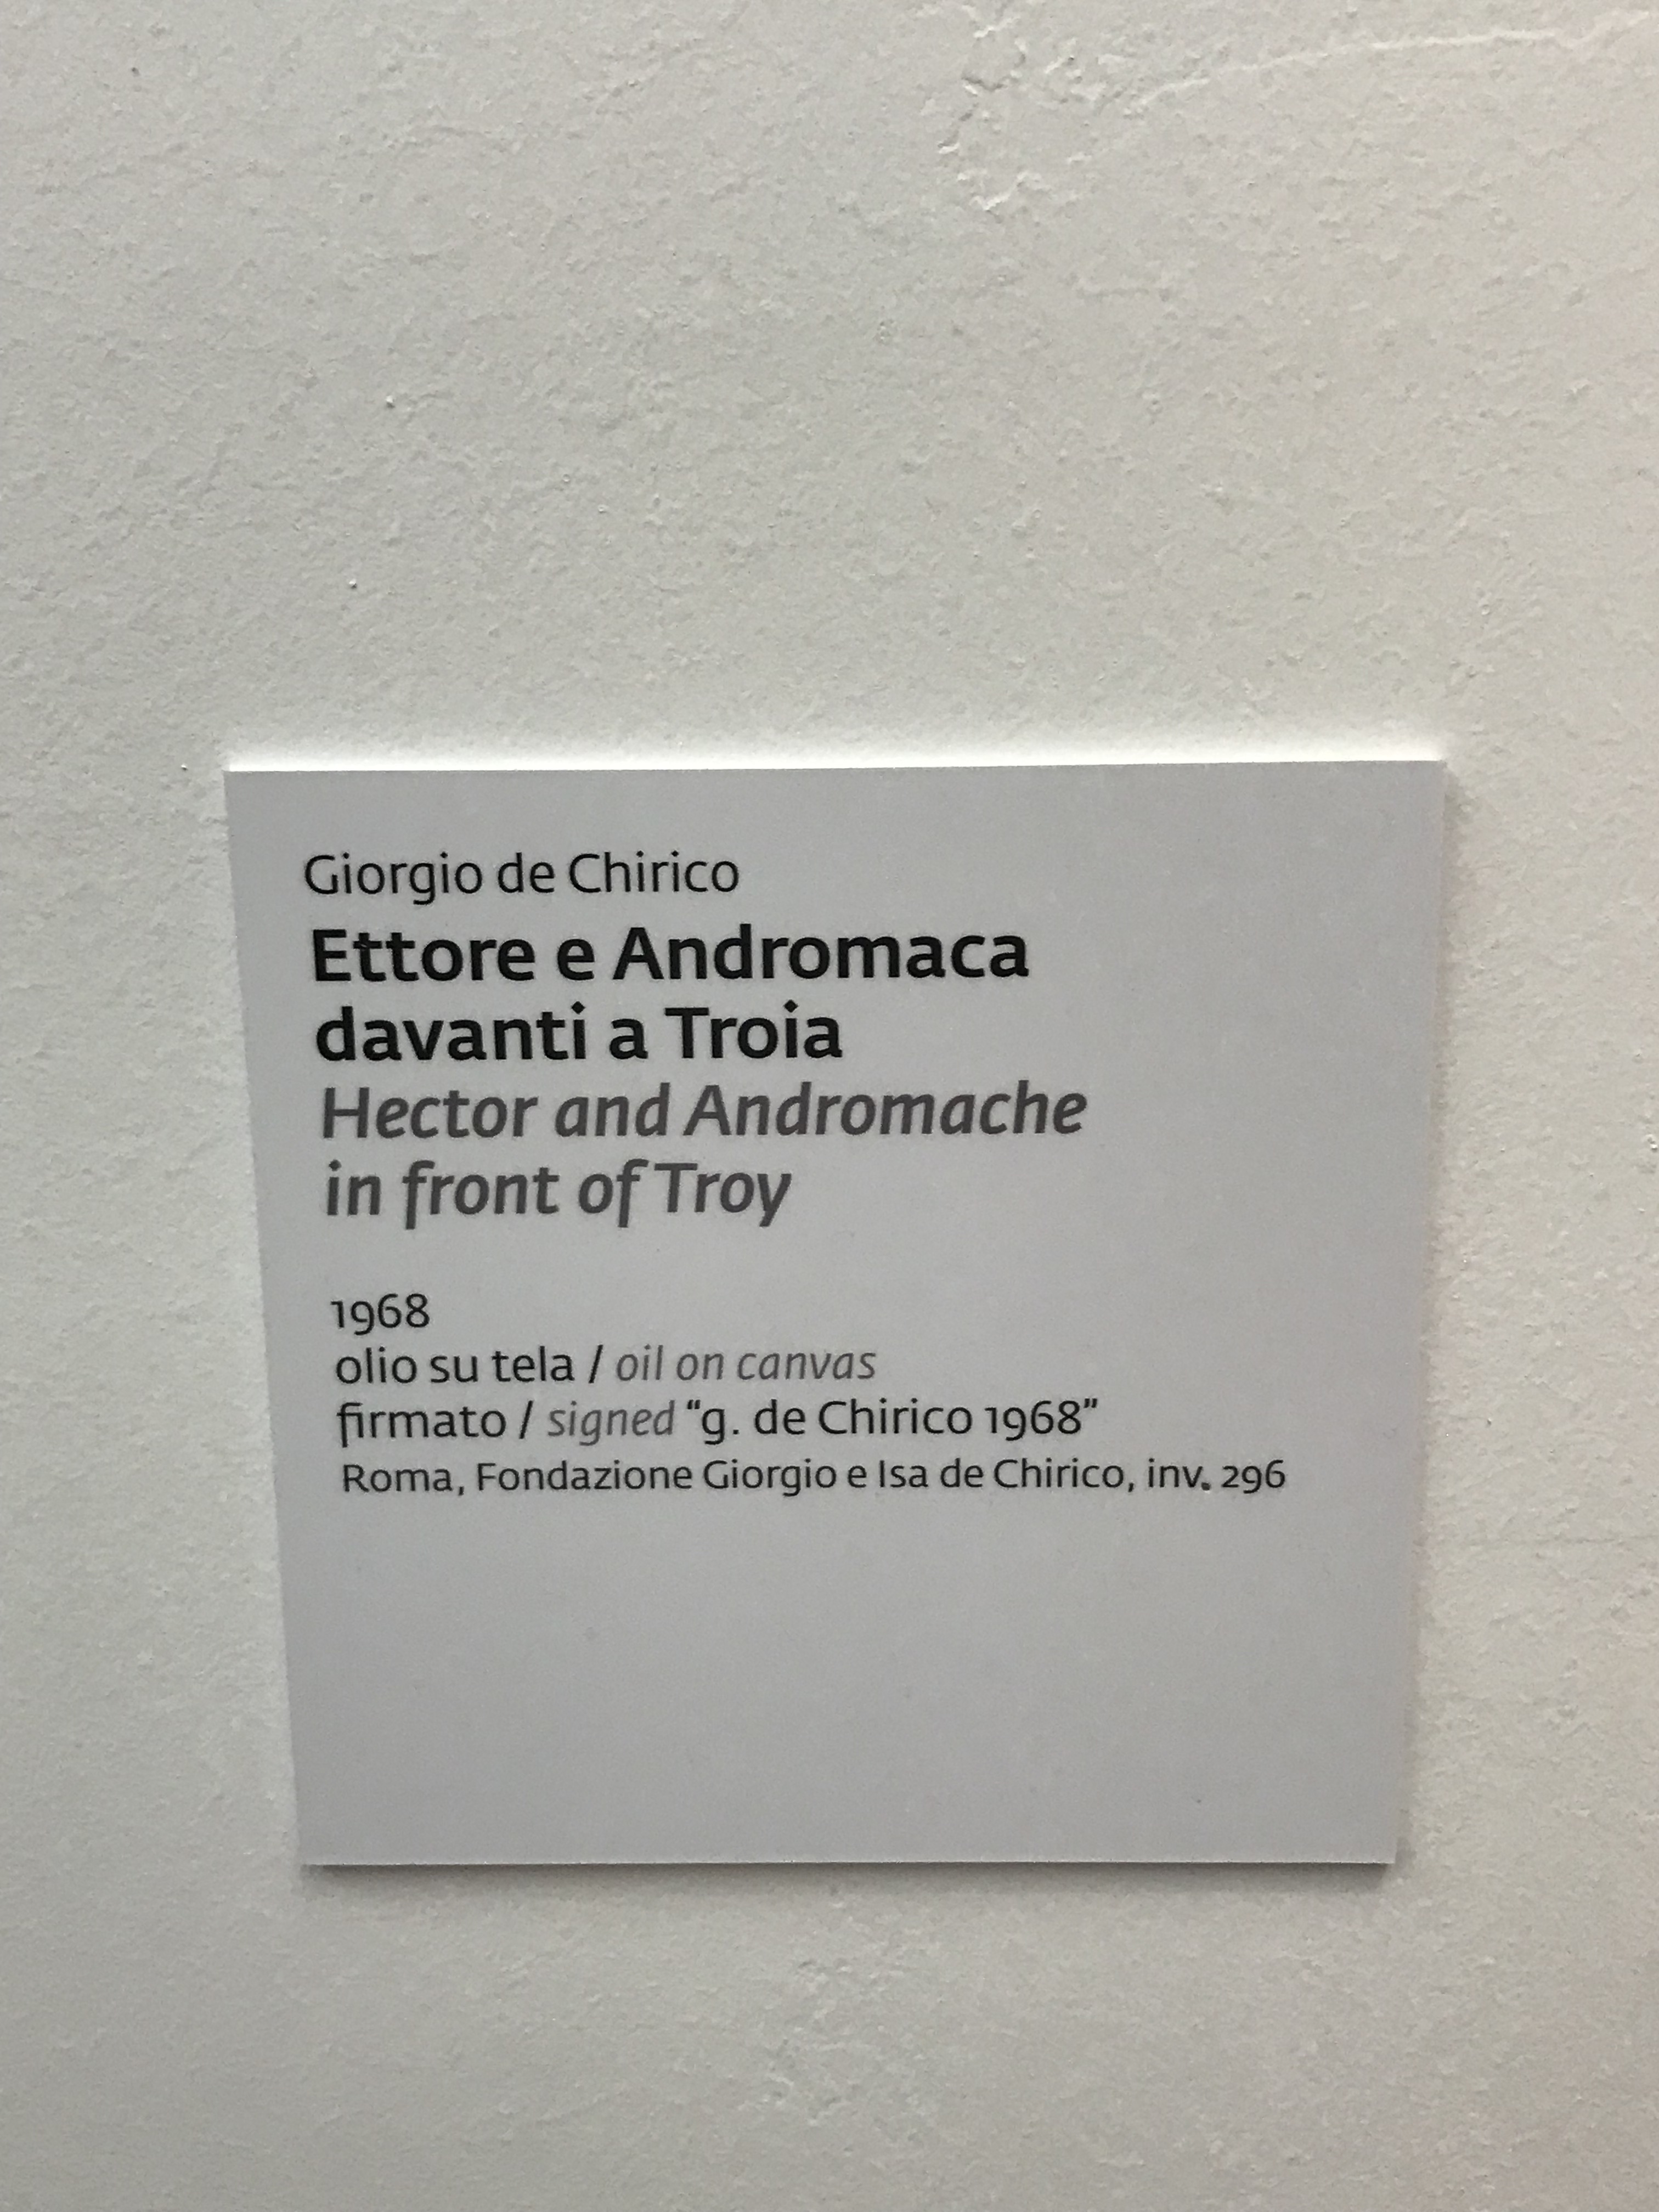 Giorgio de Chirico
Ettore e Andromaca
davanti a Troia
Hector and Andromache
in front of Troy
1968
olio su tela / oil on canvas
firmato / signed “g. de Chirico 1968”
Roma, Fondazione Giorgio e Isa de Chirico, inv. 296